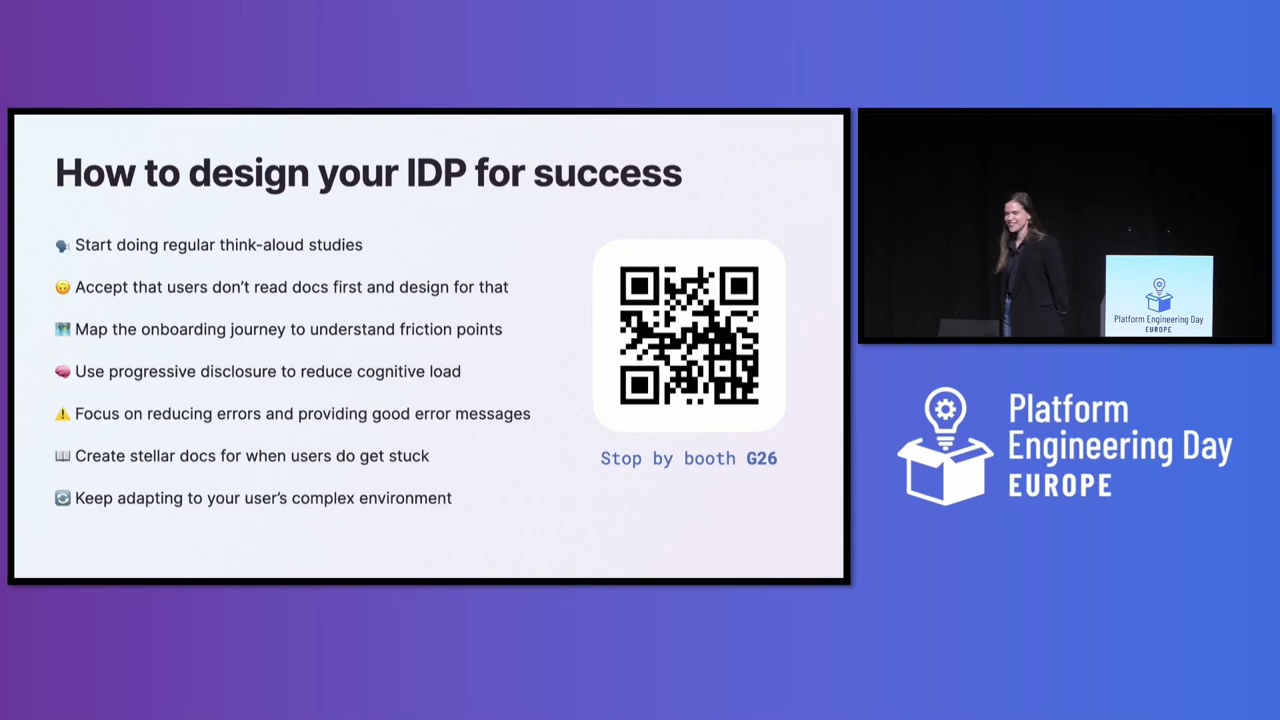 How to design your IDP for success
🗣️ Start doing regular think-aloud studies
🙃 Accept that users don’t read docs first and design for that
🗺️ Map the onboarding journey to understand friction points
🧠 Use progressive disclosure to reduce cognitive load
⚠️ Focus on reducing errors and providing good error messages
📖 Create stellar docs for when users do get stuck
🔄 Keep adapting to your user’s complex environment
Stop by booth G26
Platform Engineering Day
EUROPE
Platform
Engineering Day
EUROPE